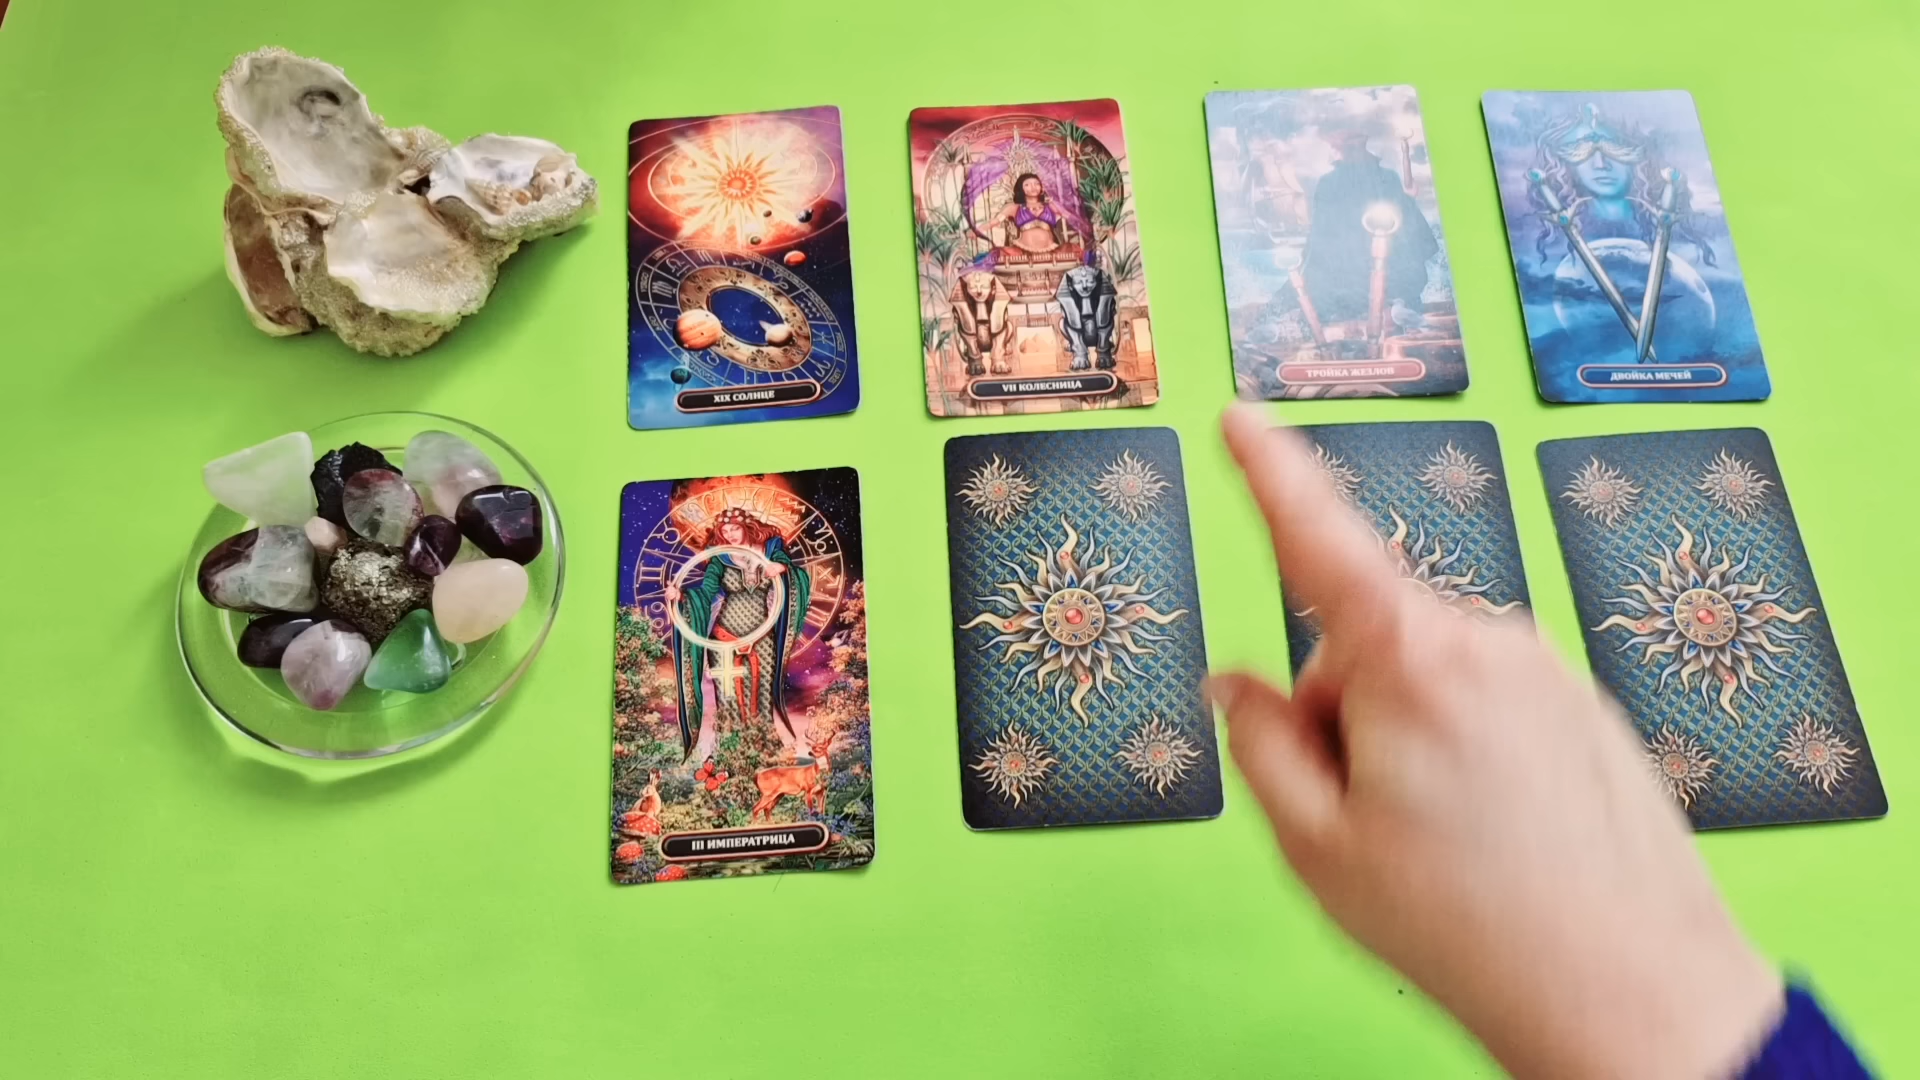 XIX СОЛНЦЕ
VII КОЛЕСНИЦА
ТРОЙКА ЖЕЗЛОВ
ДВОЙКА МЕЧЕЙ
III ИМПЕРАТРИЦА